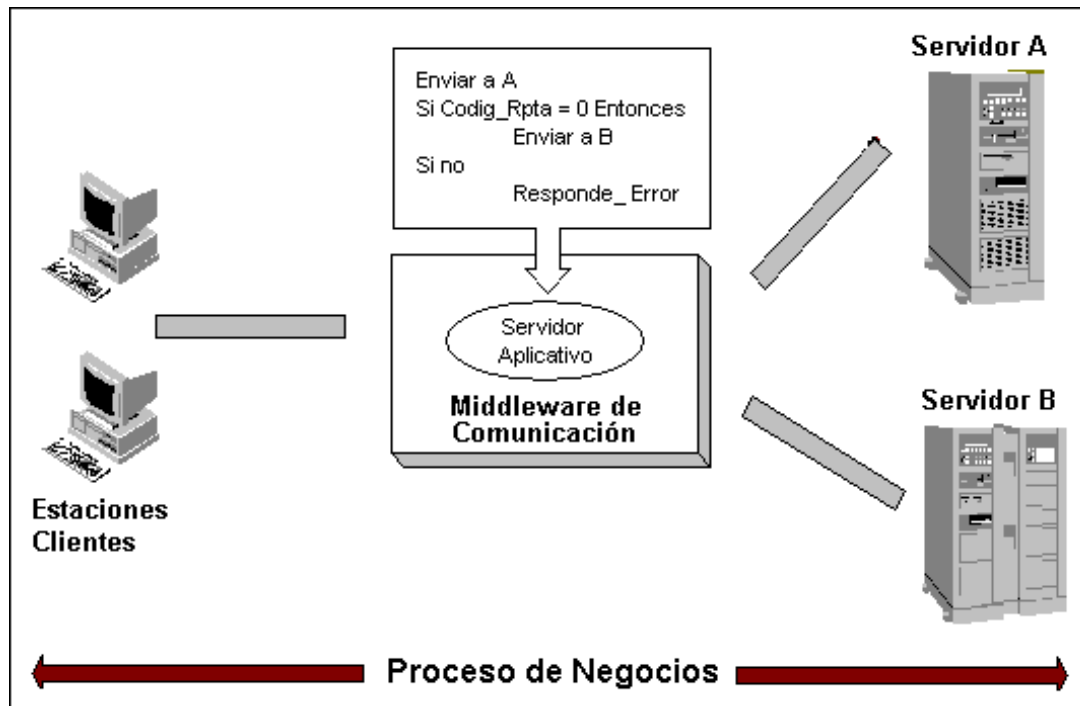 Enviar a A
Si Codig_Rpta = 0 Entonces
Enviar a B
Si no
Responde_ Error
Servidor A
Servidor
Aplicativo
Middleware de
Comunicación
Servidor B
Estaciones
Clientes
Proceso de Negocios